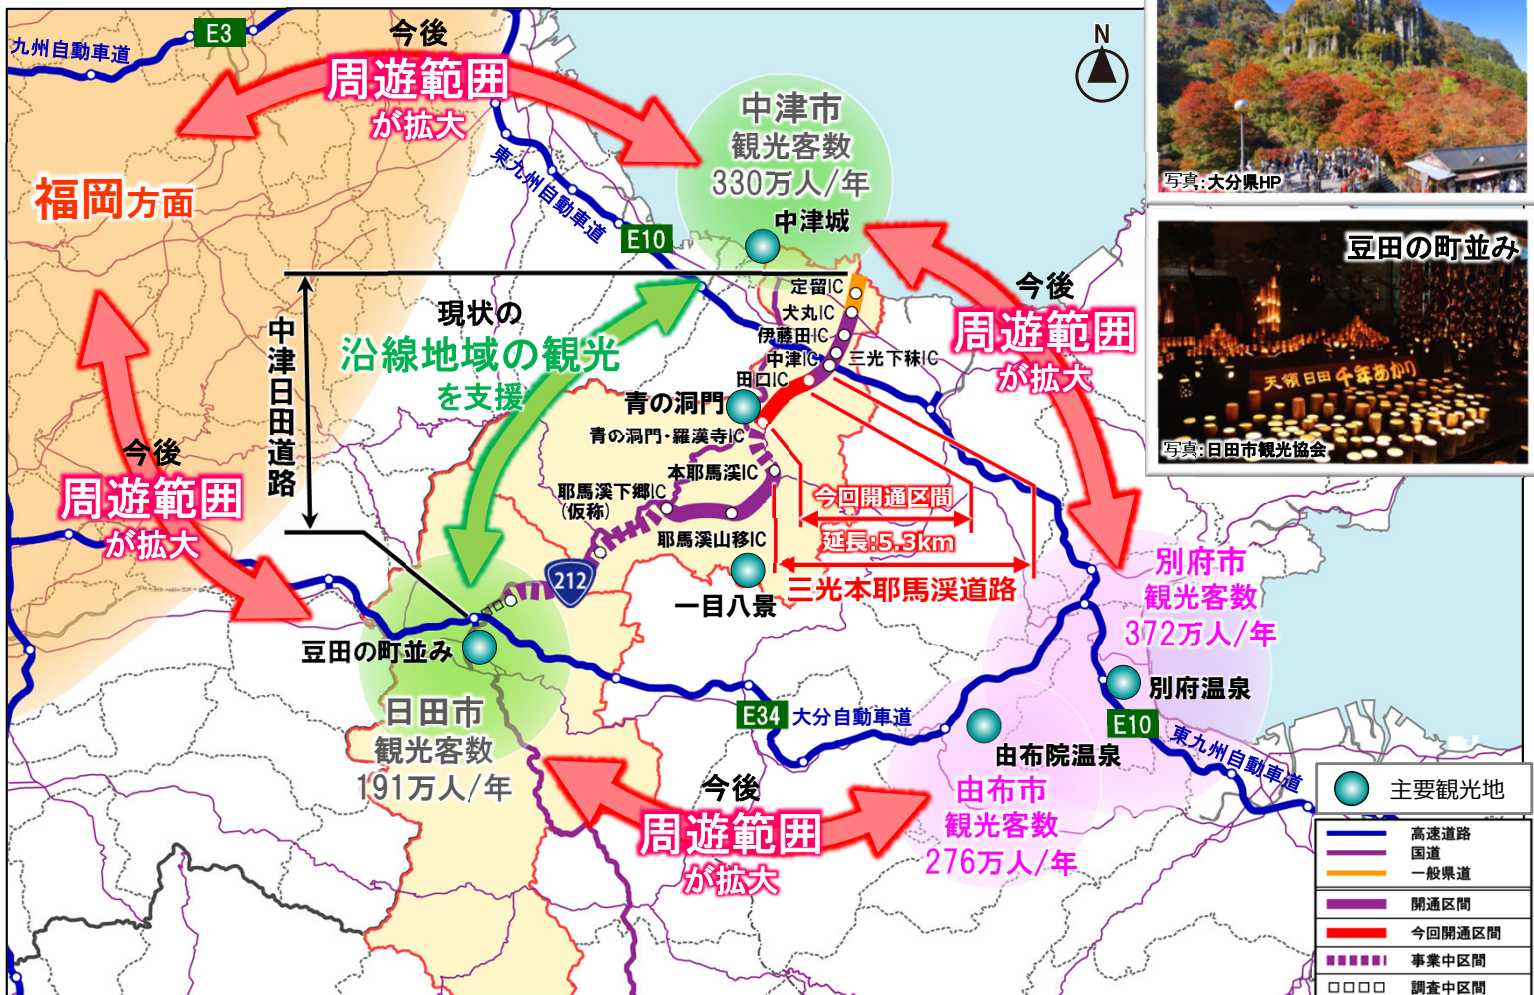 九州自動車道
E3
今後
周遊範囲
が拡大
N
写真：大分県HP
豆田の町並み
天領日田 千年あかり
写真：日田市観光協会
福岡方面
東九州自動車道
E10
中津市
観光客数
330万人/年
中津城
現状の
沿線地域の観光
を支援
中津日田道路
定留IC
犬丸IC
伊藤田IC
中津IC
三光下秣IC
田口IC
青の洞門
青の洞門・羅漢寺IC
本耶馬渓IC
耶馬溪下郷IC
(仮称)
耶馬溪山移IC
一目八景
212
今後
周遊範囲
が拡大
今回開通区間
延長:5.3km
三光本耶馬渓道路
今後
周遊範囲
が拡大
豆田の町並み
日田市
観光客数
191万人/年
E34
大分自動車道
別府市
観光客数
372万人/年
別府温泉
E10
東九州自動車道
由布院温泉
由布市
観光客数
276万人/年
今後
周遊範囲
が拡大
主要観光地
高速道路
国道
一般県道
開通区間
今回開通区間
事業中区間
調査中区間